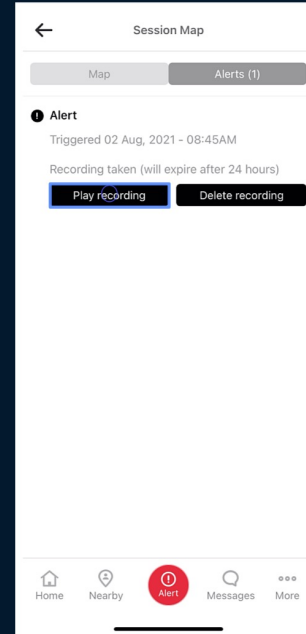 Session Map
Map
Alerts (1)
Alert
Triggered 02 Aug, 2021 - 08:45AM
Recording taken (will expire after 24 hours)
Play recording
Delete recording
Home
Nearby
Alert
Messages
More